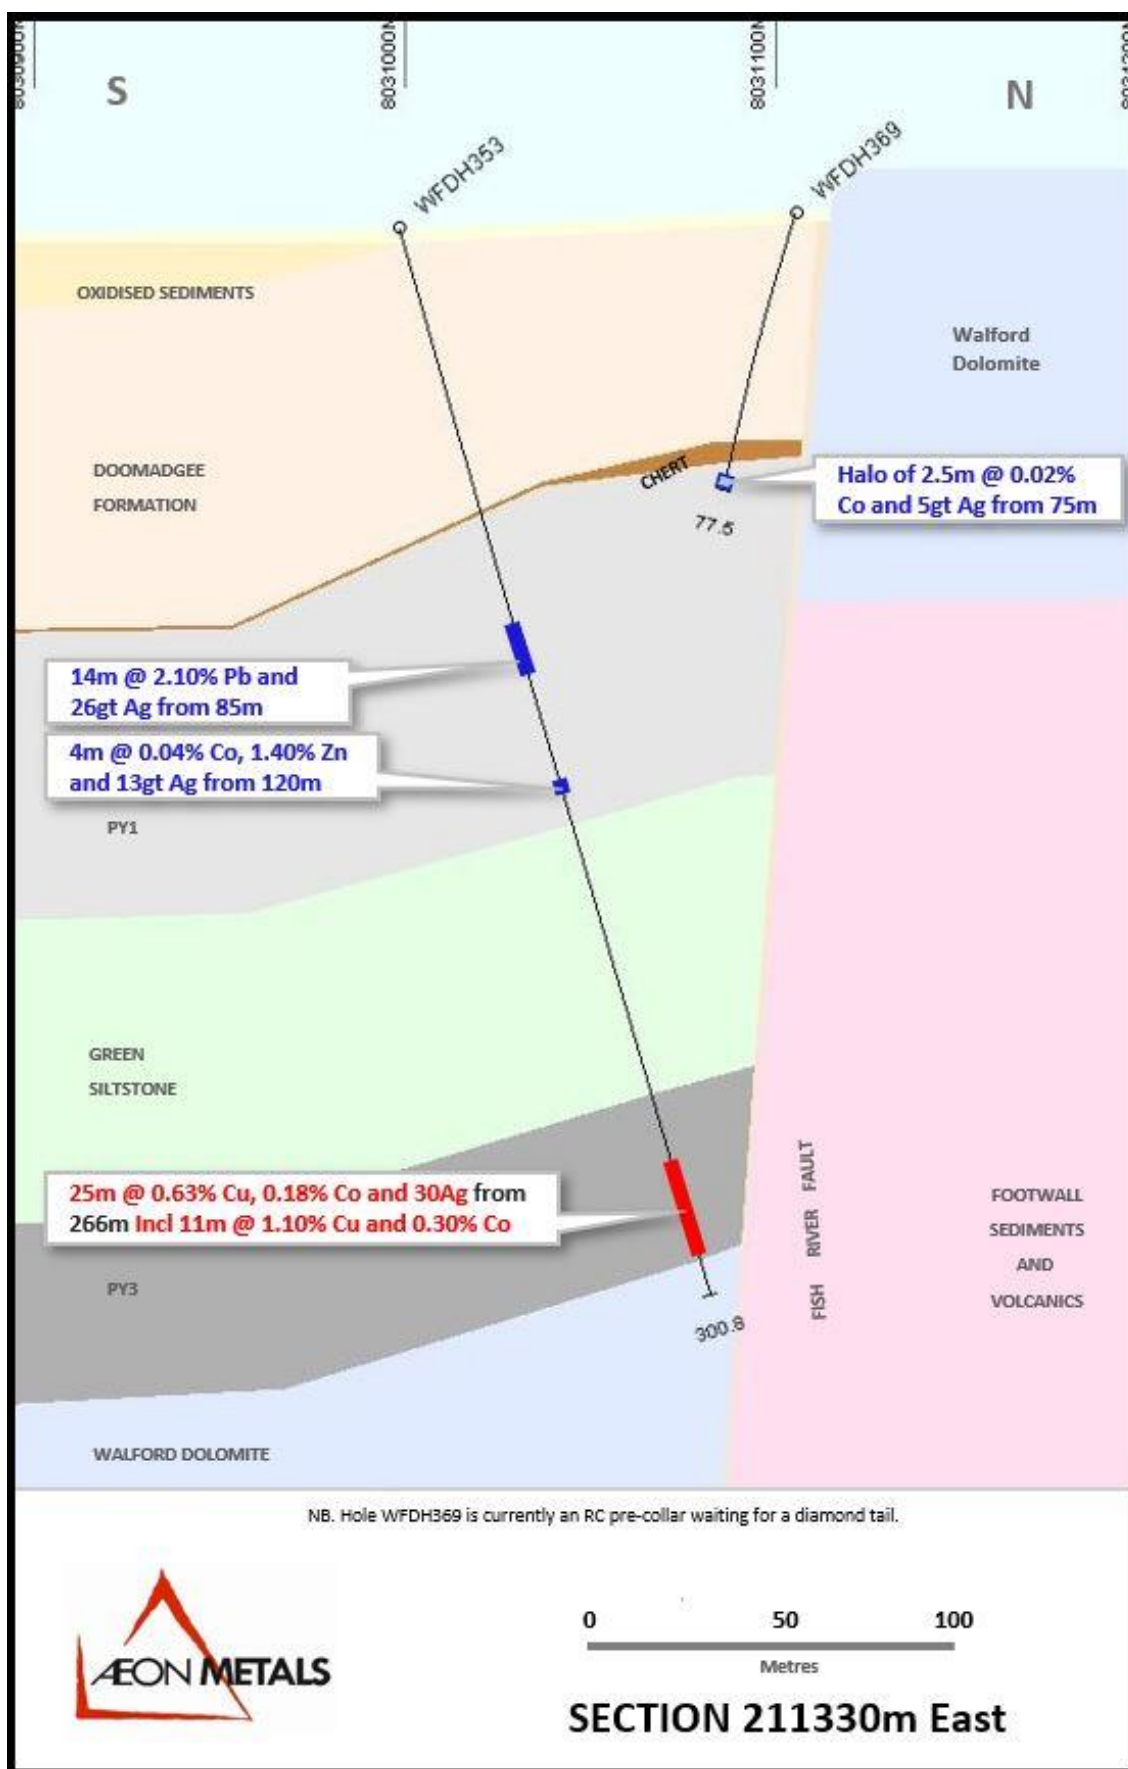 8030900N
8031000N
8031100N
S
N
WFDH353
WFDH369
OXIDISED SEDIMENTS
Walford
Dolomite
DOOMADGEE
FORMATION
CHERT
Halo of 2.5m @ 0.02%
Co and 5gt Ag from 75m
77.5
14m @ 2.10% Pb and
26gt Ag from 85m
4m @ 0.04% Co, 1.40% Zn
and 13gt Ag from 120m
PY1
GREEN
SILTSTONE
25m @ 0.63% Cu, 0.18% Co and 30Ag from
266m Incl 11m @ 1.10% Cu and 0.30% Co
FISH RIVER FAULT
FOOTWALL
SEDIMENTS
AND
VOLCANICS
PY3
300.8
WALFORD DOLOMITE
NB. Hole WFDH369 is currently an RC pre-collar waiting for a diamond tail.
ÆON METALS
0 50 100
Metres
SECTION 211330m East